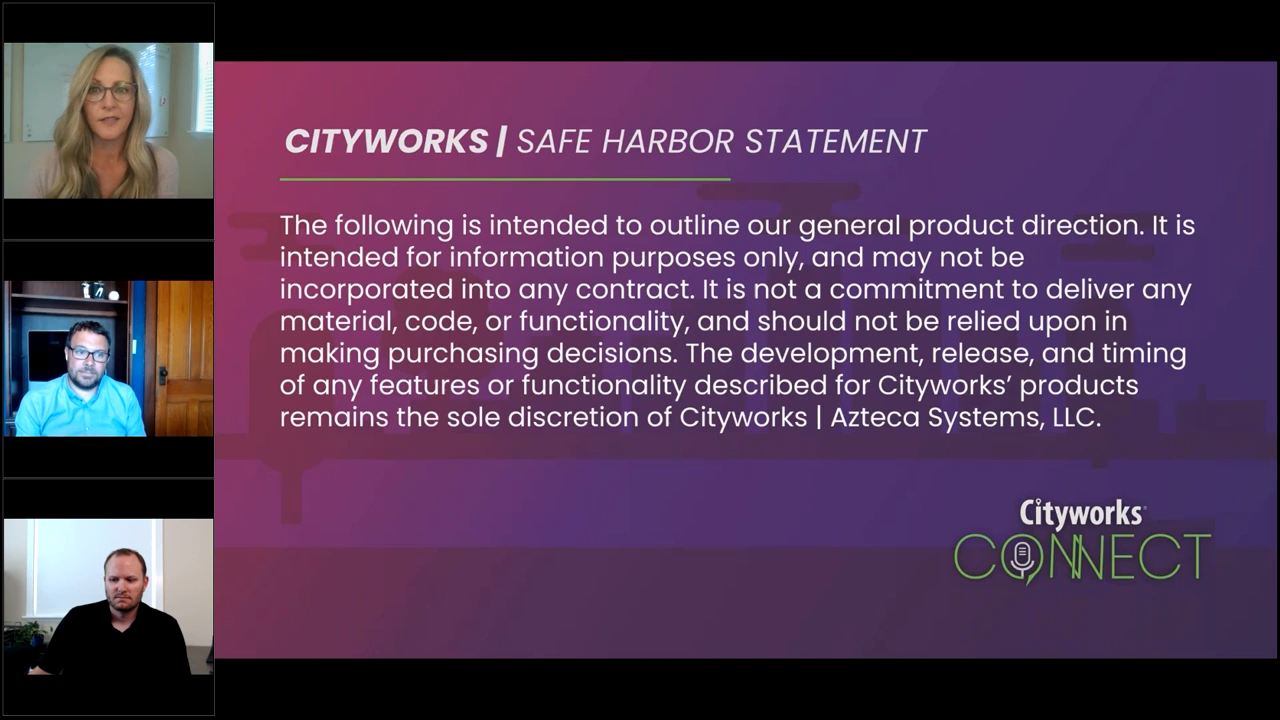 CITYWORKS | SAFE HARBOR STATEMENT
The following is intended to outline our general product direction. It is
intended for information purposes only, and may not be
incorporated into any contract. It is not a commitment to deliver any
material, code, or functionality, and should not be relied upon in
making purchasing decisions. The development, release, and timing
of any features or functionality described for Cityworks’ products
remains the sole discretion of Cityworks | Azteca Systems, LLC.
Cityworks
CONNECT